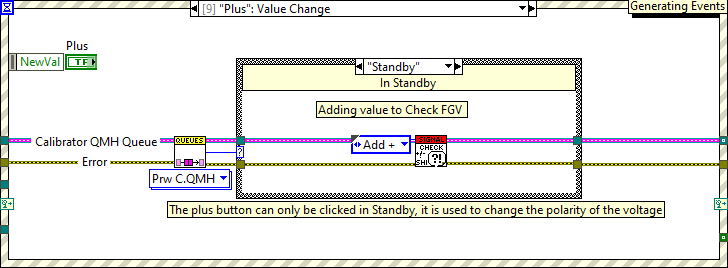 [9] "Plus": Value Change
Generating Events
Plus
NewVal
TF
"Standby"
In Standby
Adding value to Check FGV
Calibrator QMH Queue
QUEUES
Add +
SIGNAL
CHECK
+/-
SHI
?!
?
Error
Prw C.QMH
The plus button can only be clicked in Standby, it is used to change the polarity of the voltage